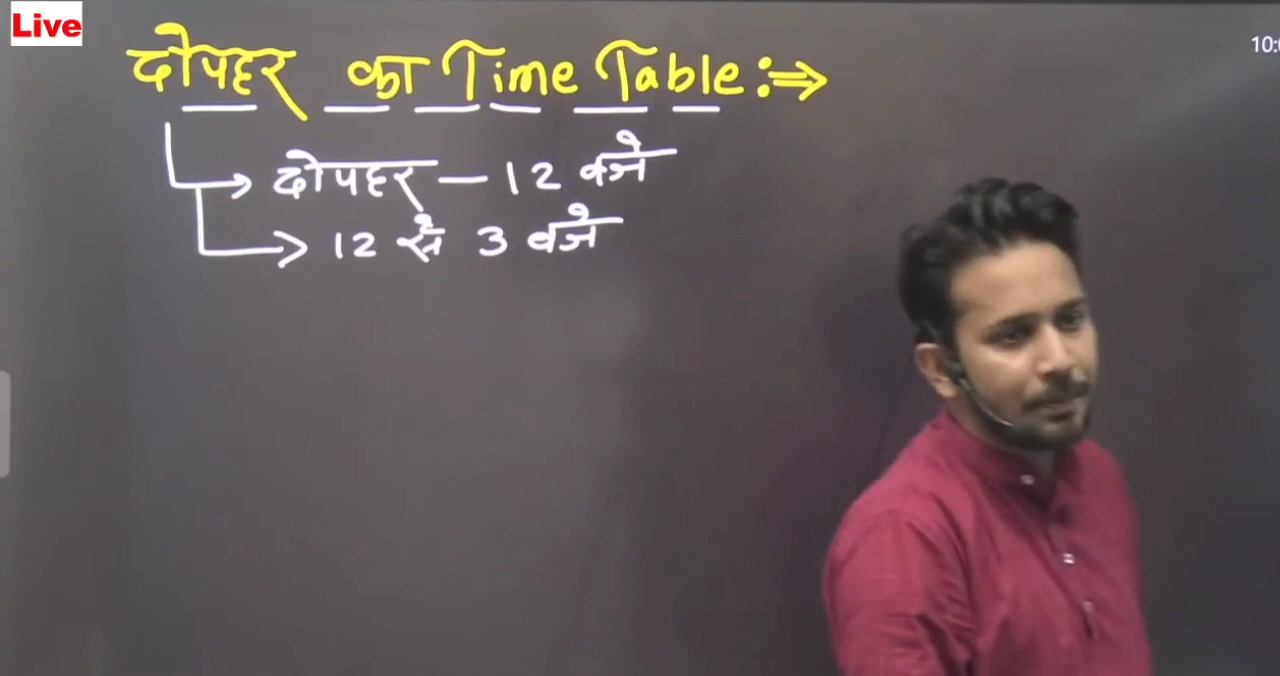 Live
दोपहर का Time Table :⇒
→ दोपहर — 12 बजे
→ 12 से 3 बजे